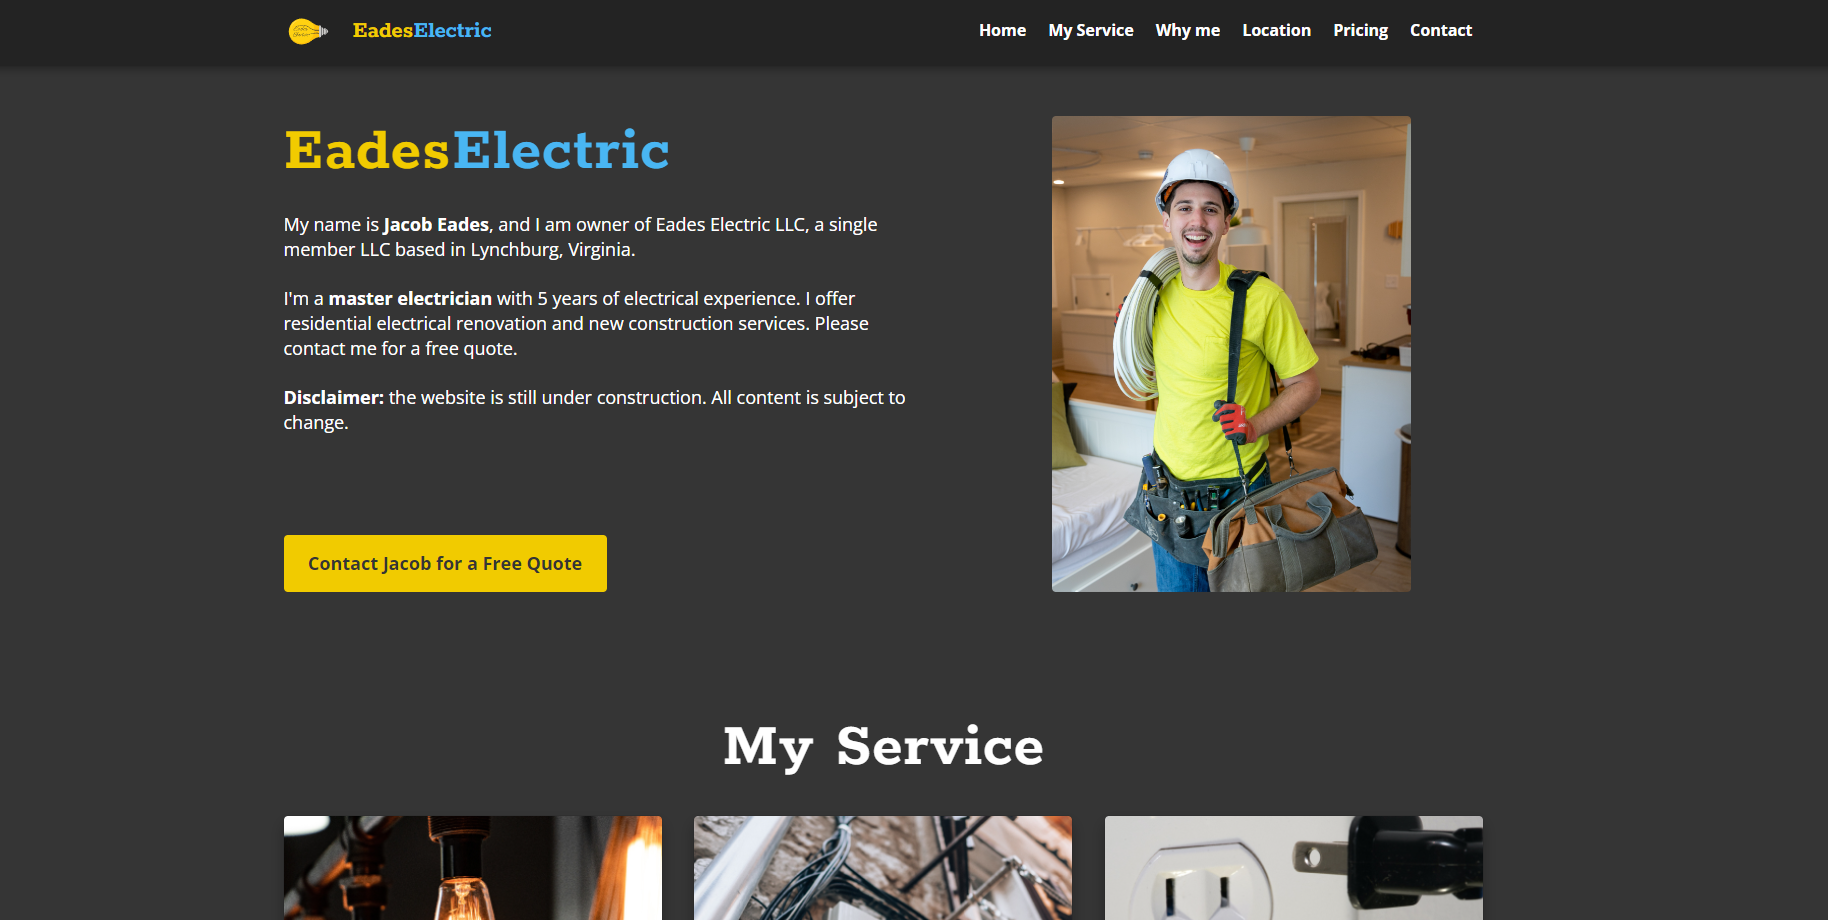 EadesElectric
Home My Service Why me Location Pricing Contact
EadesElectric
My name is Jacob Eades, and I am owner of Eades Electric LLC, a single
member LLC based in Lynchburg, Virginia.
I'm a master electrician with 5 years of electrical experience. I offer
residential electrical renovation and new construction services. Please
contact me for a free quote.
Disclaimer: the website is still under construction. All content is subject to
change.
Contact Jacob for a Free Quote
My Service